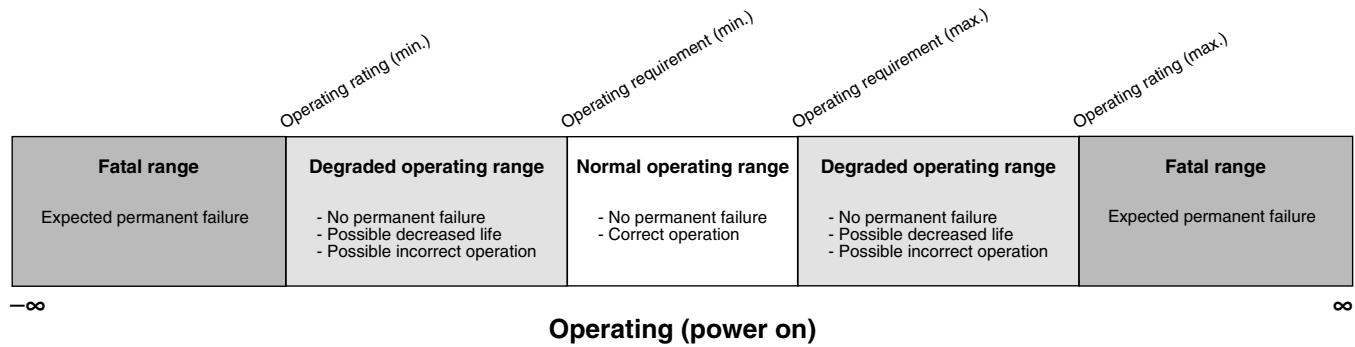 Operating rating (min.)
Operating requirement (min.)
Operating requirement (max.)
Operating rating (max.)
Fatal range
Expected permanent failure
Degraded operating range
- No permanent failure
- Possible decreased life
- Possible incorrect operation
Normal operating range
- No permanent failure
- Correct operation
Degraded operating range
- No permanent failure
- Possible decreased life
- Possible incorrect operation
Fatal range
Expected permanent failure
–∞
∞
Operating (power on)